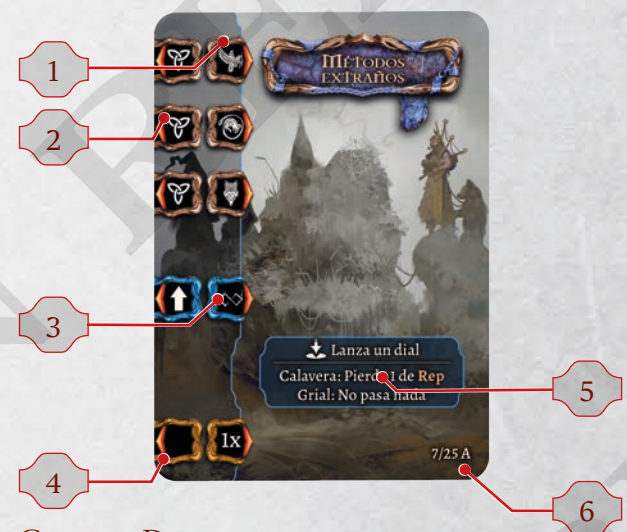 1
MÉTODOS
EXTRAÑOS
2
3
Lanza un dial
Calavera: Pierde 1 de Rep
Grial: No pasa nada
5
1x
7/25 A
4
6